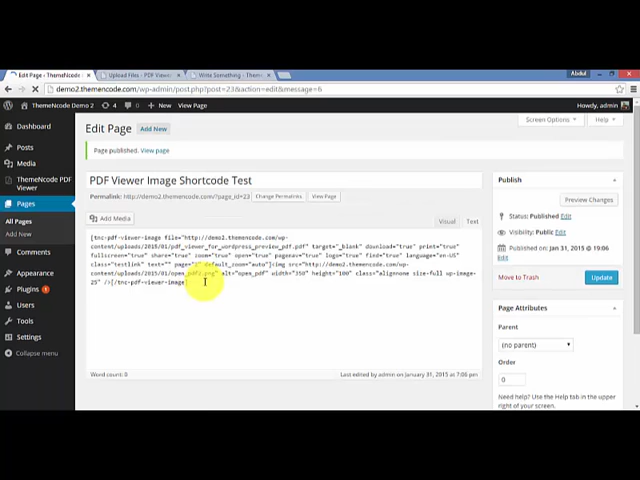 Edit Page ‹ ThemeNcode
Upload Files - PDF Viewer
Write Something - Theme
Abdul
demo2.themencode.com/wp-admin/post.php?post=23&action=edit&message=6
ThemeNcode Demo 2
4
0
New
View Page
Howdy, admin
Dashboard
Posts
Media
ThemeNcode PDF
Viewer
Pages
All Pages
Add New
Comments
Appearance
Plugins 1
Users
Tools
Settings
Collapse menu
Screen Options
Help
Edit Page
Add New
Page published. View page
PDF Viewer Image Shortcode Test
Permalink: http://demo2.themencode.com/?page_id=23
Change Permalinks
View Page
Add Media
Visual
Text
[tnc-pdf-viewer-image file="http://demo2.themencode.com/wp-
content/uploads/2015/01/pdf_viewer_for_wordpress_preview_pdf.pdf" target="_blank" download="true" print="true"
fullscreen="true" share="true" zoom="true" open="true" pagenav="true" logo="true" find="true" language="en-US"
class="testlink" text="" page="" default_zoom="auto"]<img src="http://demo2.themencode.com/wp-
content/uploads/2015/01/open_pdf2.png" alt="open_pdf" width="350" height="100" class="alignnone size-full wp-image-
25" />[/tnc-pdf-viewer-image]
Word count: 0
Last edited by admin on January 31, 2015 at 7:06 pm
Publish
Preview Changes
Status: Published Edit
Visibility: Public Edit
Published on: Jan 31, 2015 @ 19:06
Edit
Move to Trash
Update
Page Attributes
Parent
(no parent)
Order
0
Need help? Use the Help tab in the upper
right of your screen.